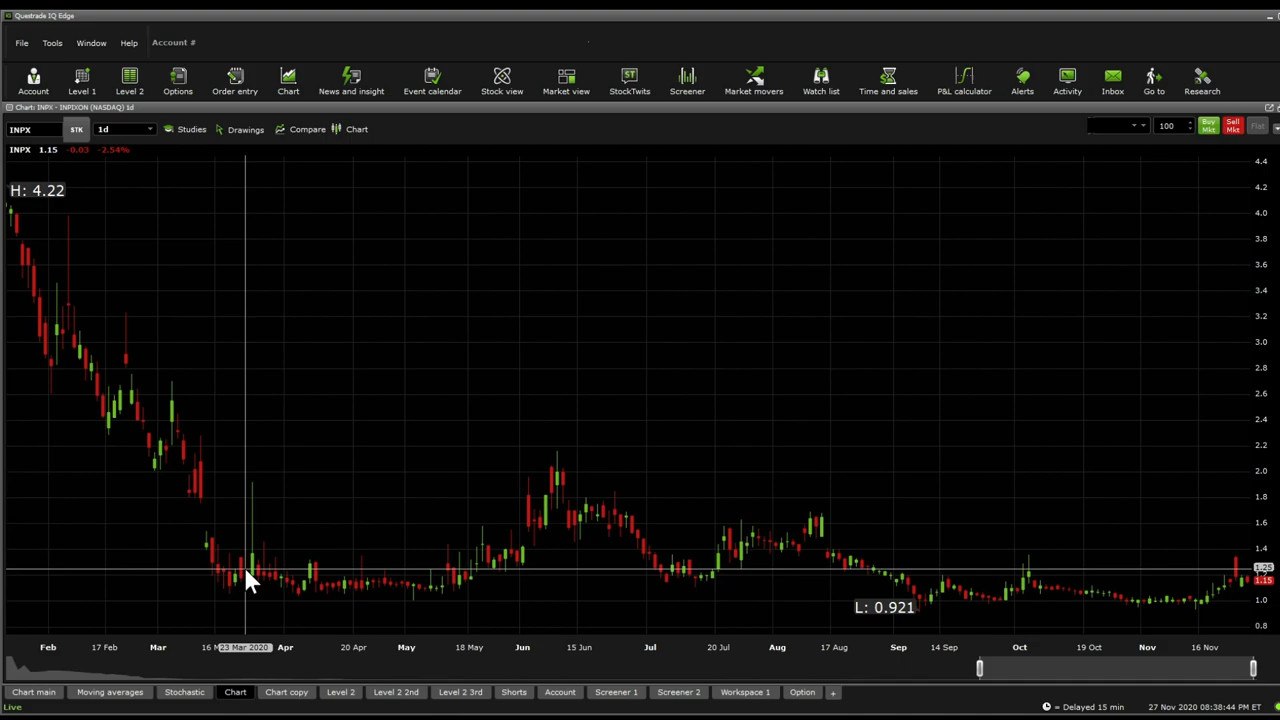 Questrade IQ Edge
File Tools Window Help Account #
Account Level 1 Level 2 Options Order entry Chart News and insight Event calendar Stock view Market view StockTwits Screener Market movers Watch list Time and sales P&L calculator Alerts Activity Inbox Go to Research
Chart: INPX - INPIXON (NASDAQ) 1d
INPX STK 1d Studies Drawings Compare Chart 100 Buy Mkt Sell Mkt Flat
INPX 1.15 -0.03 -2.54%
H: 4.22
4.4
4.2
4.0
3.8
3.6
3.4
3.2
3.0
2.8
2.6
2.4
2.2
2.0
1.8
1.6
1.4
1.25
1.15
1.0
0.8
L: 0.921
Feb 17 Feb Mar 16 M 23 Mar 2020 Apr 20 Apr May 18 May Jun 15 Jun Jul 20 Jul Aug 17 Aug Sep 14 Sep Oct 19 Oct Nov 16 Nov
Chart main Moving averages Stochastic Chart Chart copy Level 2 Level 2 2nd Level 2 3rd Shorts Account Screener 1 Screener 2 Workspace 1 Option +
Live = Delayed 15 min 27 Nov 2020 08:38:44 PM ET